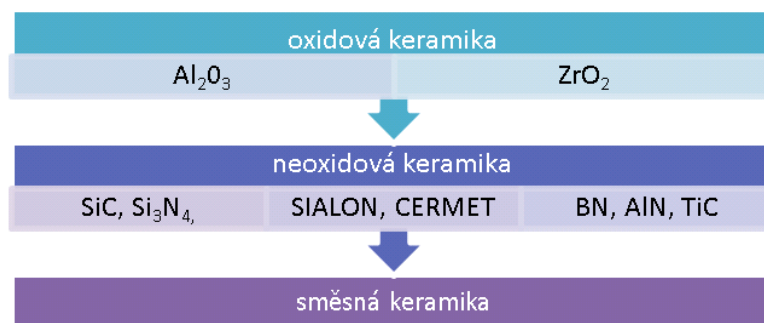 oxidová keramika
Al₂0₃ ZrO₂
neoxidová keramika
SiC, Si₃N₄, SIALON, CERMET BN, AlN, TiC
směsná keramika